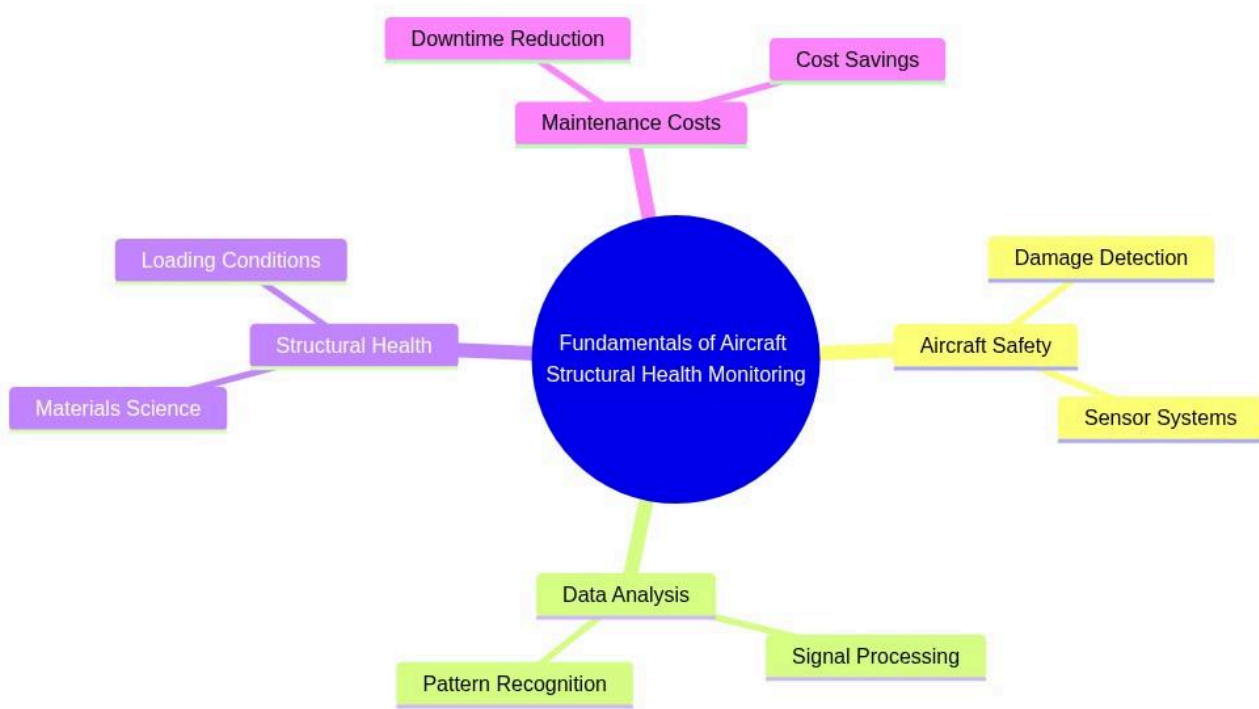 Downtime Reduction
Cost Savings
Maintenance Costs
Loading Conditions
Damage Detection
Structural Health
Fundamentals of Aircraft
Structural Health Monitoring
Aircraft Safety
Materials Science
Sensor Systems
Data Analysis
Signal Processing
Pattern Recognition